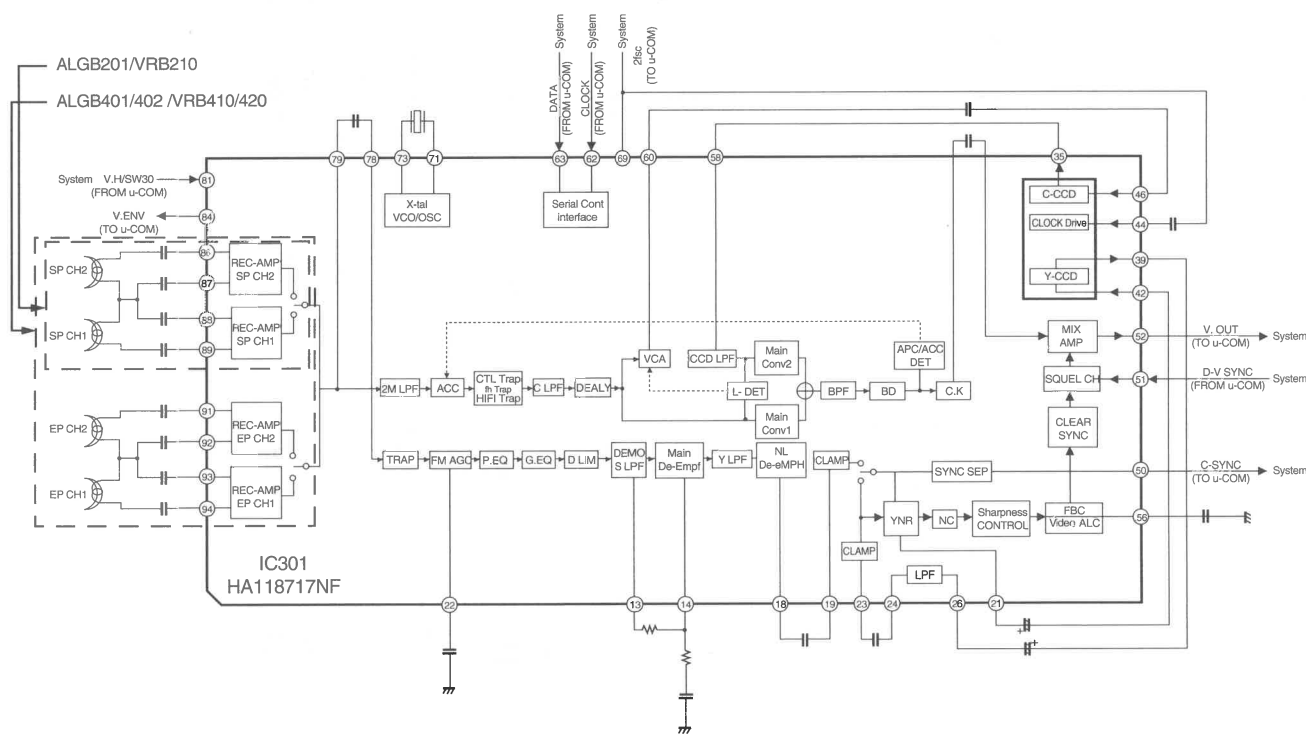 ALGB201/VRB210
ALGB401/402 /VRB410/420
System
System
System
DATA
(FROM u-COM)
CLOCK
(FROM u-COM)
2fsc
(TO u-COM)
79
78
73
71
63
62
69
60
58
35
System V.H/SW30
(FROM u-COM)
81
V.ENV
(TO u-COM)
84
X-tal
VCO/OSC
Serial Cont
interface
C-CCD
46
CLOCK Drive
44
Y-CCD
39
42
SP CH2
86
REC-AMP
SP CH2
87
SP CH1
88
REC-AMP
SP CH1
89
MIX
AMP
52
V. OUT
(TO u-COM)
System
SQUEL CH
51
D-V SYNC
(FROM u-COM)
System
CLEAR
SYNC
2M LPF
ACC
CTL Trap
fh Trap
HIFI Trap
C LPF
DEALY
VCA
CCD LPF
L- DET
Main
Conv2
Main
Conv1
BPF
BD
APC/ACC
DET
C.K
EP CH2
91
REC-AMP
EP CH2
92
EP CH1
93
REC-AMP
EP CH1
94
TRAP
FM AGC
P.EQ
G.EQ
D LIM
DEMO
S LPF
Main
De-Empf
Y LPF
NL
De-eMPH
CLAMP
SYNC SEP
50
C-SYNC
(TO u-COM)
System
YNR
NC
Sharpness
CONTROL
FBC
Video ALC
56
CLAMP
LPF
IC301
HA118717NF
22
13
14
18
19
23
24
26
21
+
+